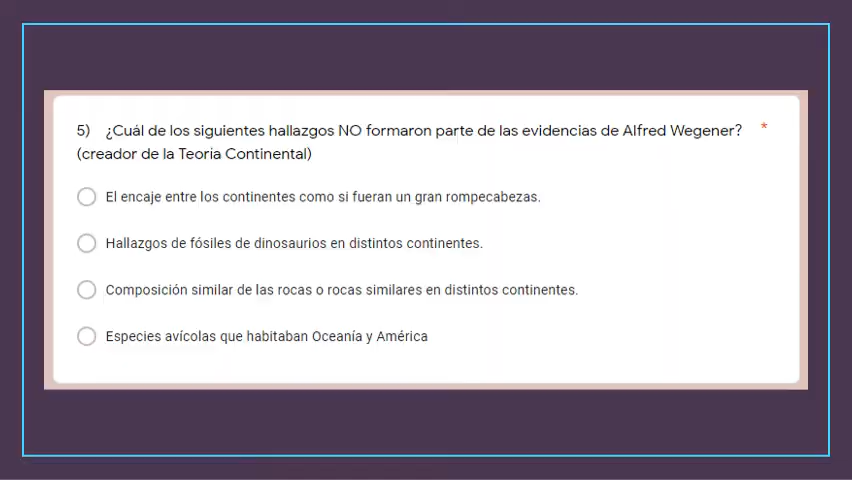 5) ¿Cuál de los siguientes hallazgos NO formaron parte de las evidencias de Alfred Wegener? *
(creador de la Teoria Continental)
El encaje entre los continentes como si fueran un gran rompecabezas.
Hallazgos de fósiles de dinosaurios en distintos continentes.
Composición similar de las rocas o rocas similares en distintos continentes.
Especies avícolas que habitaban Oceanía y América